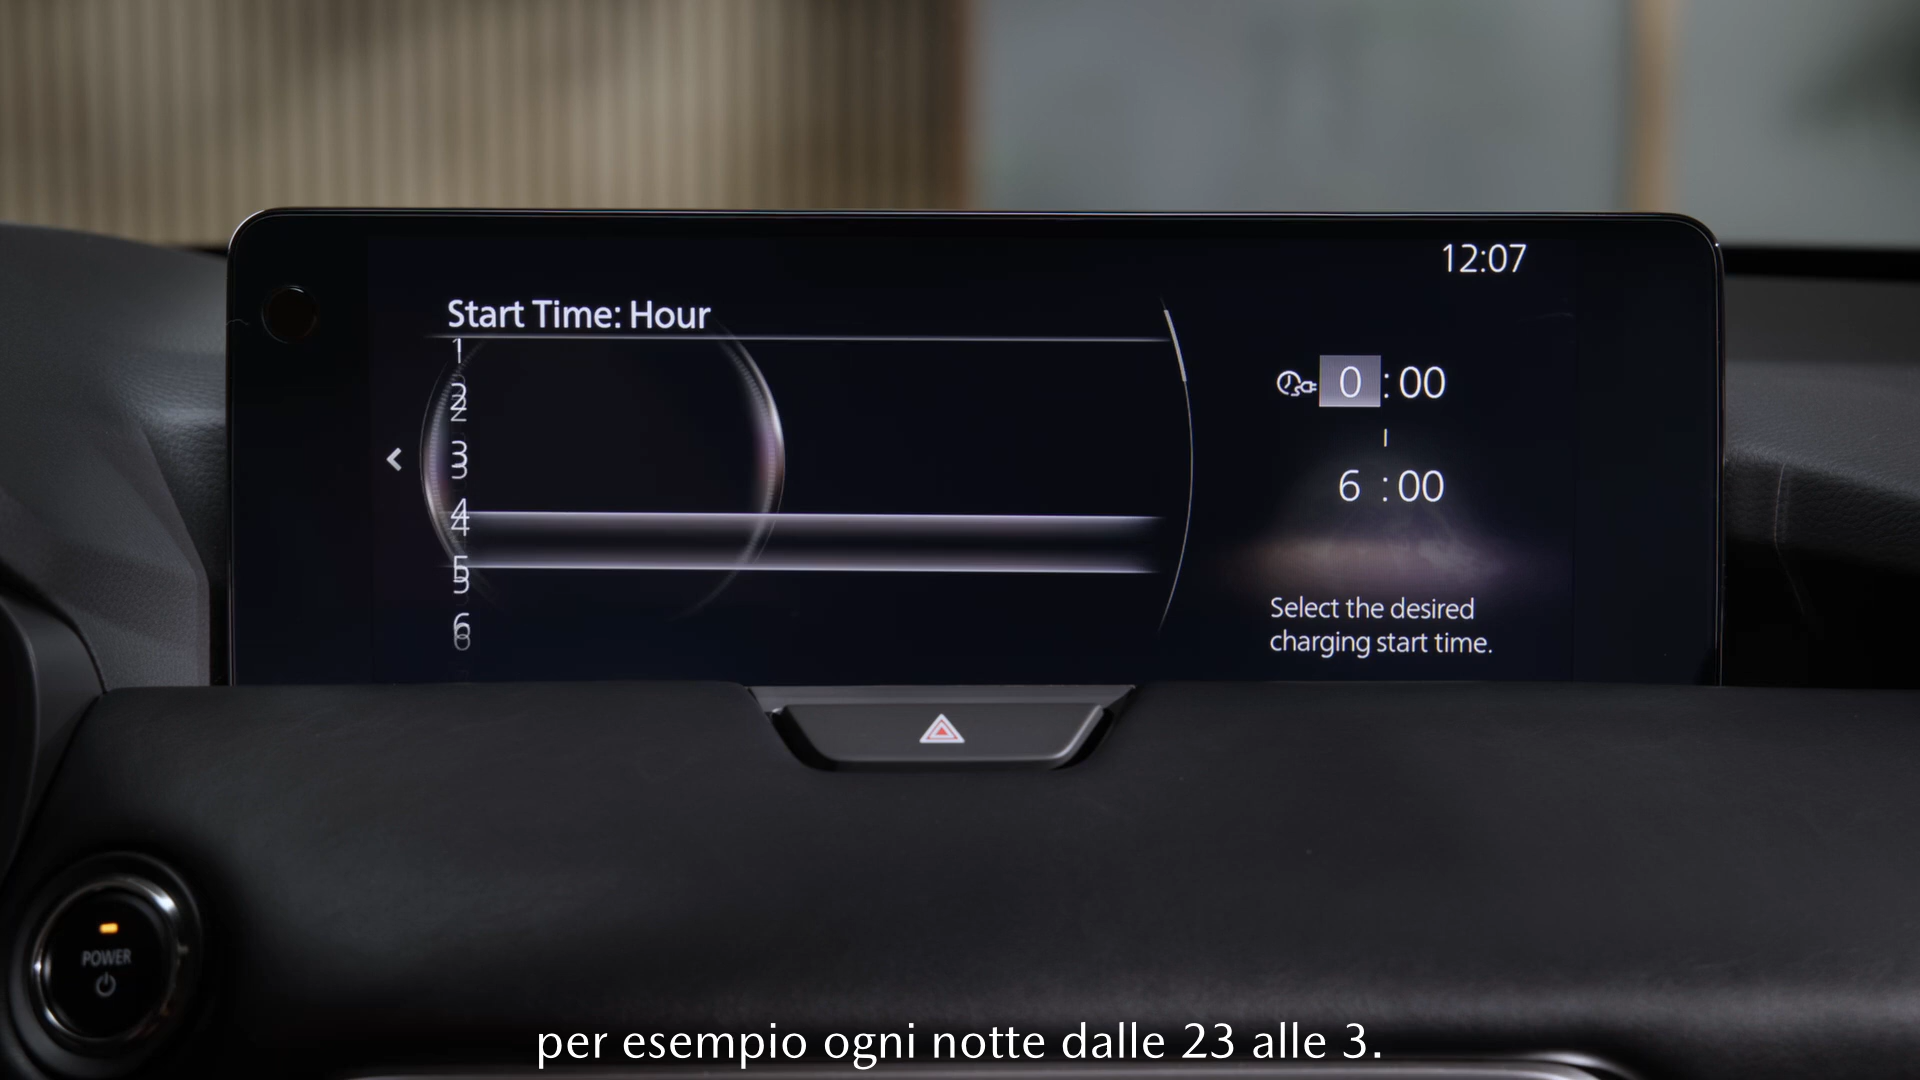 12:07
Start Time: Hour
1
2
3
4
5
6
0 : 00
6 : 00
Select the desired
charging start time.
POWER
per esempio ogni notte dalle 23 alle 3.